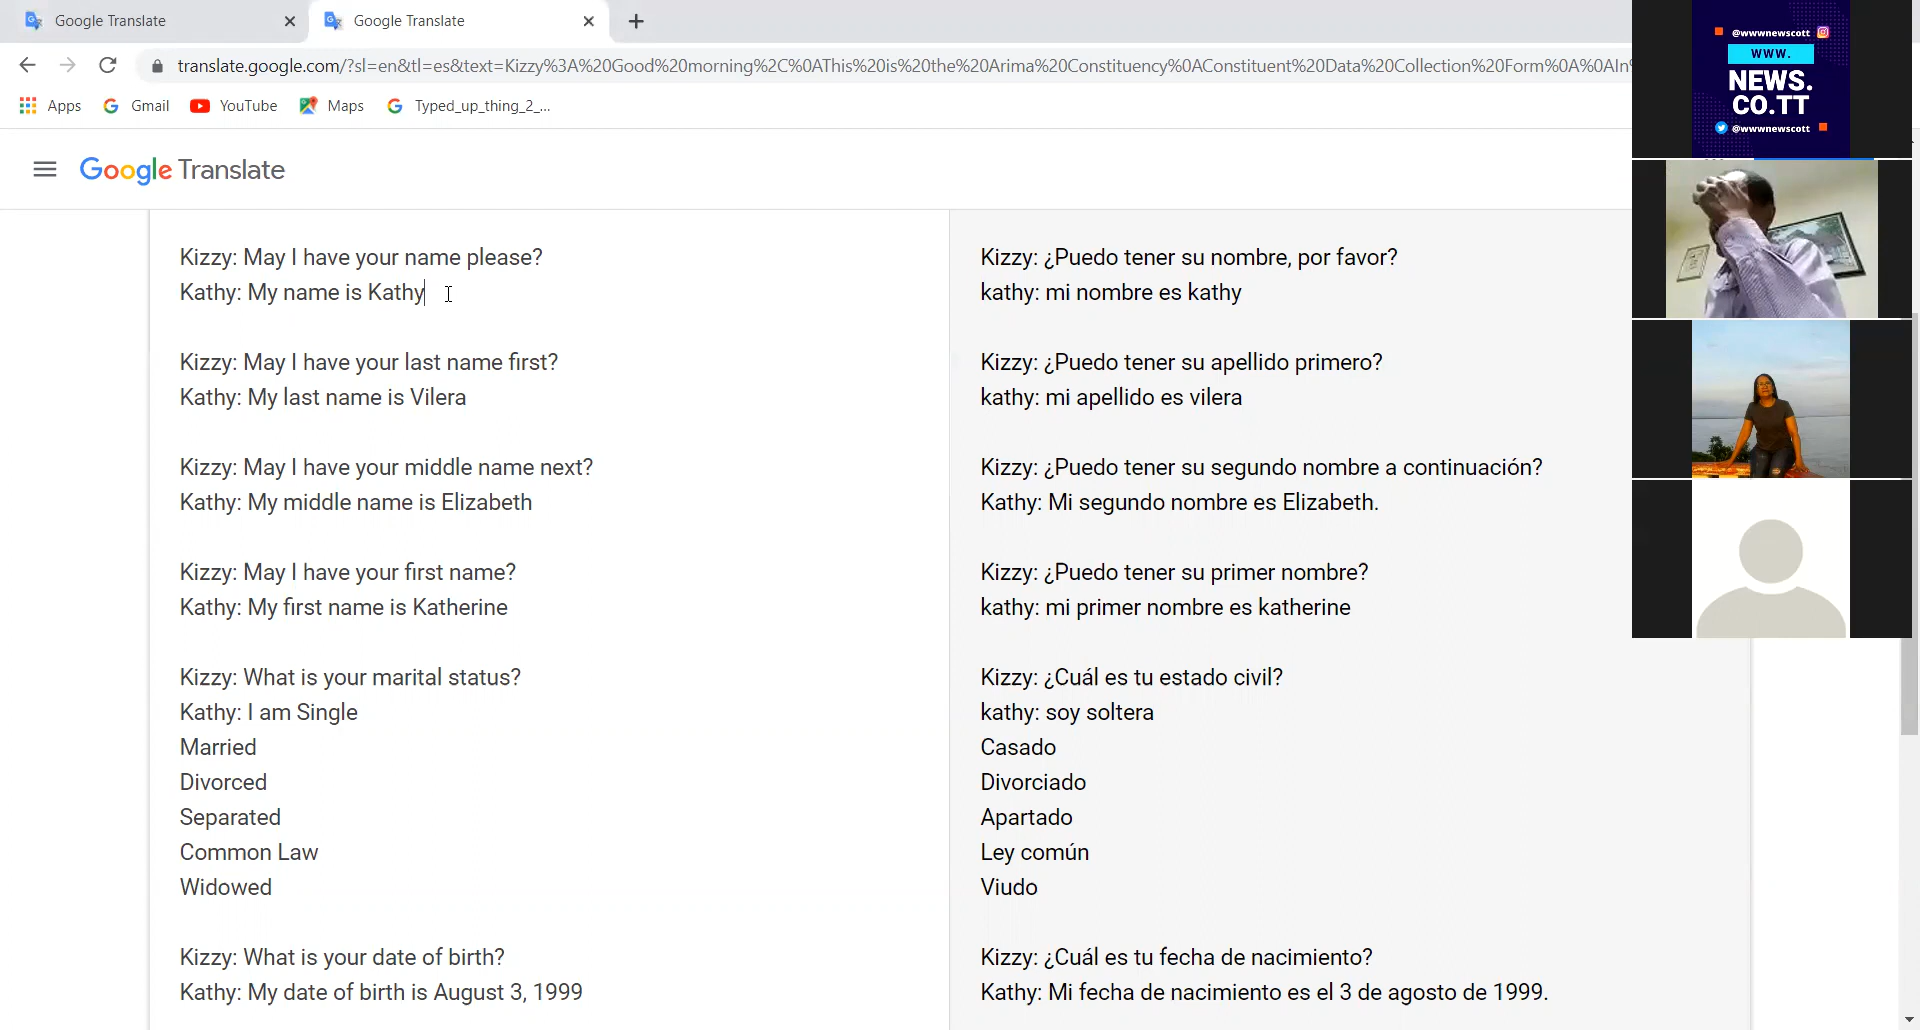 Google Translate
Google Translate
translate.google.com/?sl=en&tl=es&text=Kizzy%3A%20Good%20morning%2C%0AThis%20is%20the%20Arima%20Constituency%0AConstituent%20Data%20Collection%20Form%0A%0AIn%
Apps
Gmail
YouTube
Maps
Typed_up_thing_2_...
@wwwnewscott
WWW.
NEWS.
CO.TT
@wwwnewscott
Google Translate
Kizzy: May I have your name please?
Kathy: My name is Kathy
Kizzy: May I have your last name first?
Kathy: My last name is Vilera
Kizzy: May I have your middle name next?
Kathy: My middle name is Elizabeth
Kizzy: May I have your first name?
Kathy: My first name is Katherine
Kizzy: What is your marital status?
Kathy: I am Single
Married
Divorced
Separated
Common Law
Widowed
Kizzy: What is your date of birth?
Kathy: My date of birth is August 3, 1999
Kizzy: ¿Puedo tener su nombre, por favor?
kathy: mi nombre es kathy
Kizzy: ¿Puedo tener su apellido primero?
kathy: mi apellido es vilera
Kizzy: ¿Puedo tener su segundo nombre a continuación?
Kathy: Mi segundo nombre es Elizabeth.
Kizzy: ¿Puedo tener su primer nombre?
kathy: mi primer nombre es katherine
Kizzy: ¿Cuál es tu estado civil?
kathy: soy soltera
Casado
Divorciado
Apartado
Ley común
Viudo
Kizzy: ¿Cuál es tu fecha de nacimiento?
Kathy: Mi fecha de nacimiento es el 3 de agosto de 1999.